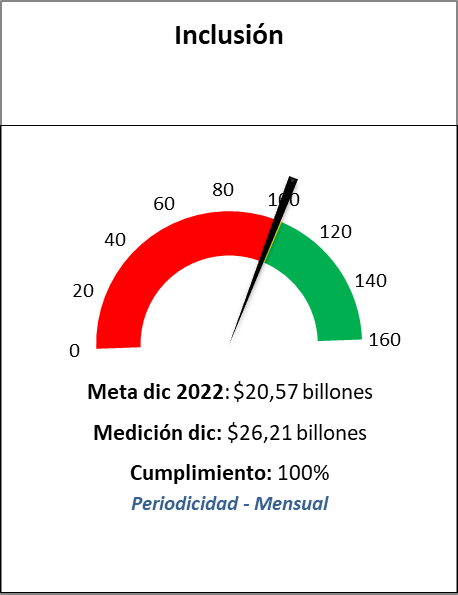 Inclusión
80
60
100
40
120
20
140
0
160
Meta dic 2022: $20,57 billones
Medición dic: $26,21 billones
Cumplimiento: 100%
Periodicidad - Mensual